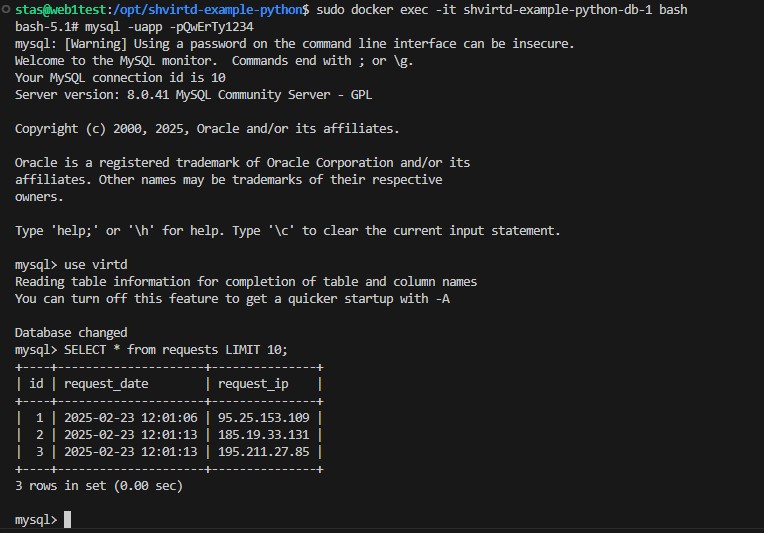 stas@web1test:/opt/shvirtd-example-python$ sudo docker exec -it shvirtd-example-python-db-1 bash
bash-5.1# mysql -uapp -pQwErTy1234
mysql: [Warning] Using a password on the command line interface can be insecure.
Welcome to the MySQL monitor.  Commands end with ; or \g.
Your MySQL connection id is 10
Server version: 8.0.41 MySQL Community Server - GPL

Copyright (c) 2000, 2025, Oracle and/or its affiliates.

Oracle is a registered trademark of Oracle Corporation and/or its
affiliates. Other names may be trademarks of their respective
owners.

Type 'help;' or '\h' for help. Type '\c' to clear the current input statement.

mysql> use virtd
Reading table information for completion of table and column names
You can turn off this feature to get a quicker startup with -A

Database changed
mysql> SELECT * from requests LIMIT 10;
+----+---------------------+---------------+
| id | request_date        | request_ip    |
+----+---------------------+---------------+
|  1 | 2025-02-23 12:01:06 | 95.25.153.109 |
|  2 | 2025-02-23 12:01:13 | 185.19.33.131 |
|  3 | 2025-02-23 12:01:13 | 195.211.27.85 |
+----+---------------------+---------------+
3 rows in set (0.00 sec)

mysql>